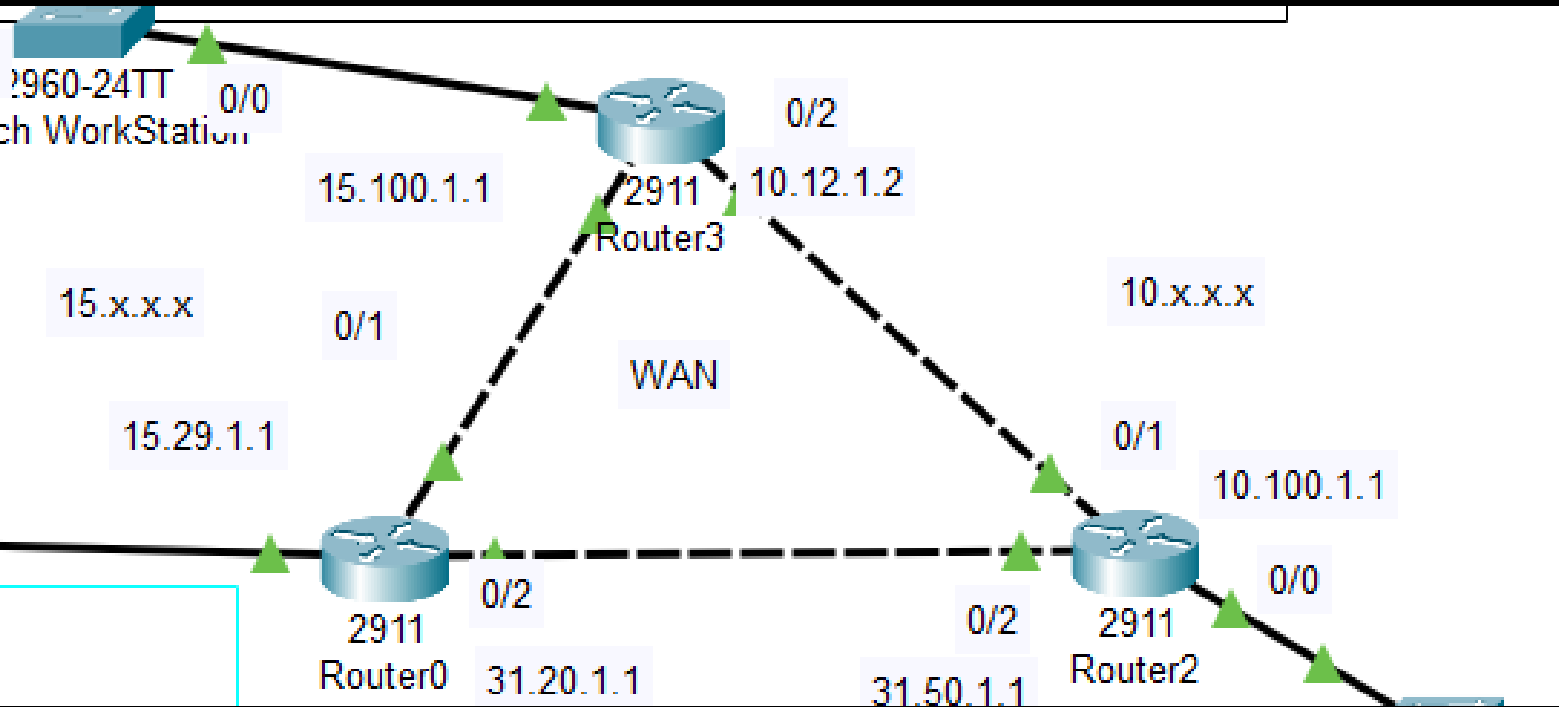 2960-24TT
0/0
ch WorkStation
0/2
15.100.1.1
2911
Router3
10.12.1.2
15.x.x.x
0/1
10.x.x.x
WAN
15.29.1.1
0/1
10.100.1.1
0/2
0/0
2911
Router0
31.20.1.1
0/2
2911
Router2
31.50.1.1